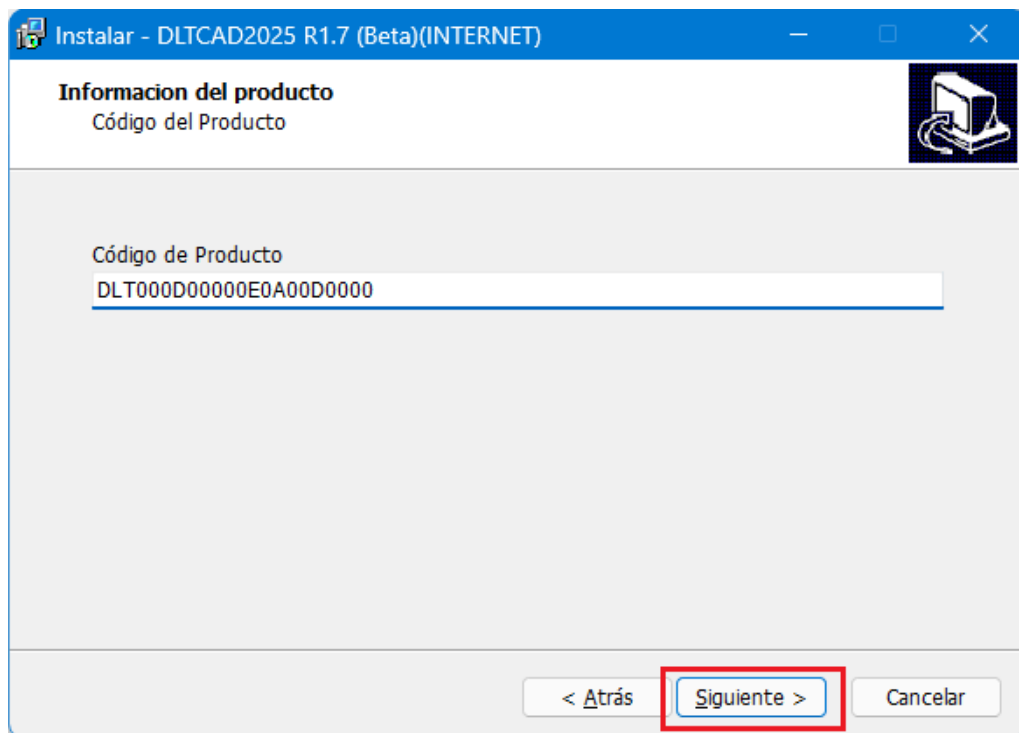 Instalar - DLTCAD2025 R1.7 (Beta)(INTERNET)
Informacion del producto
Código del Producto
Código de Producto
DLT000D00000E0A00D0000
< Atrás
Siguiente >
Cancelar